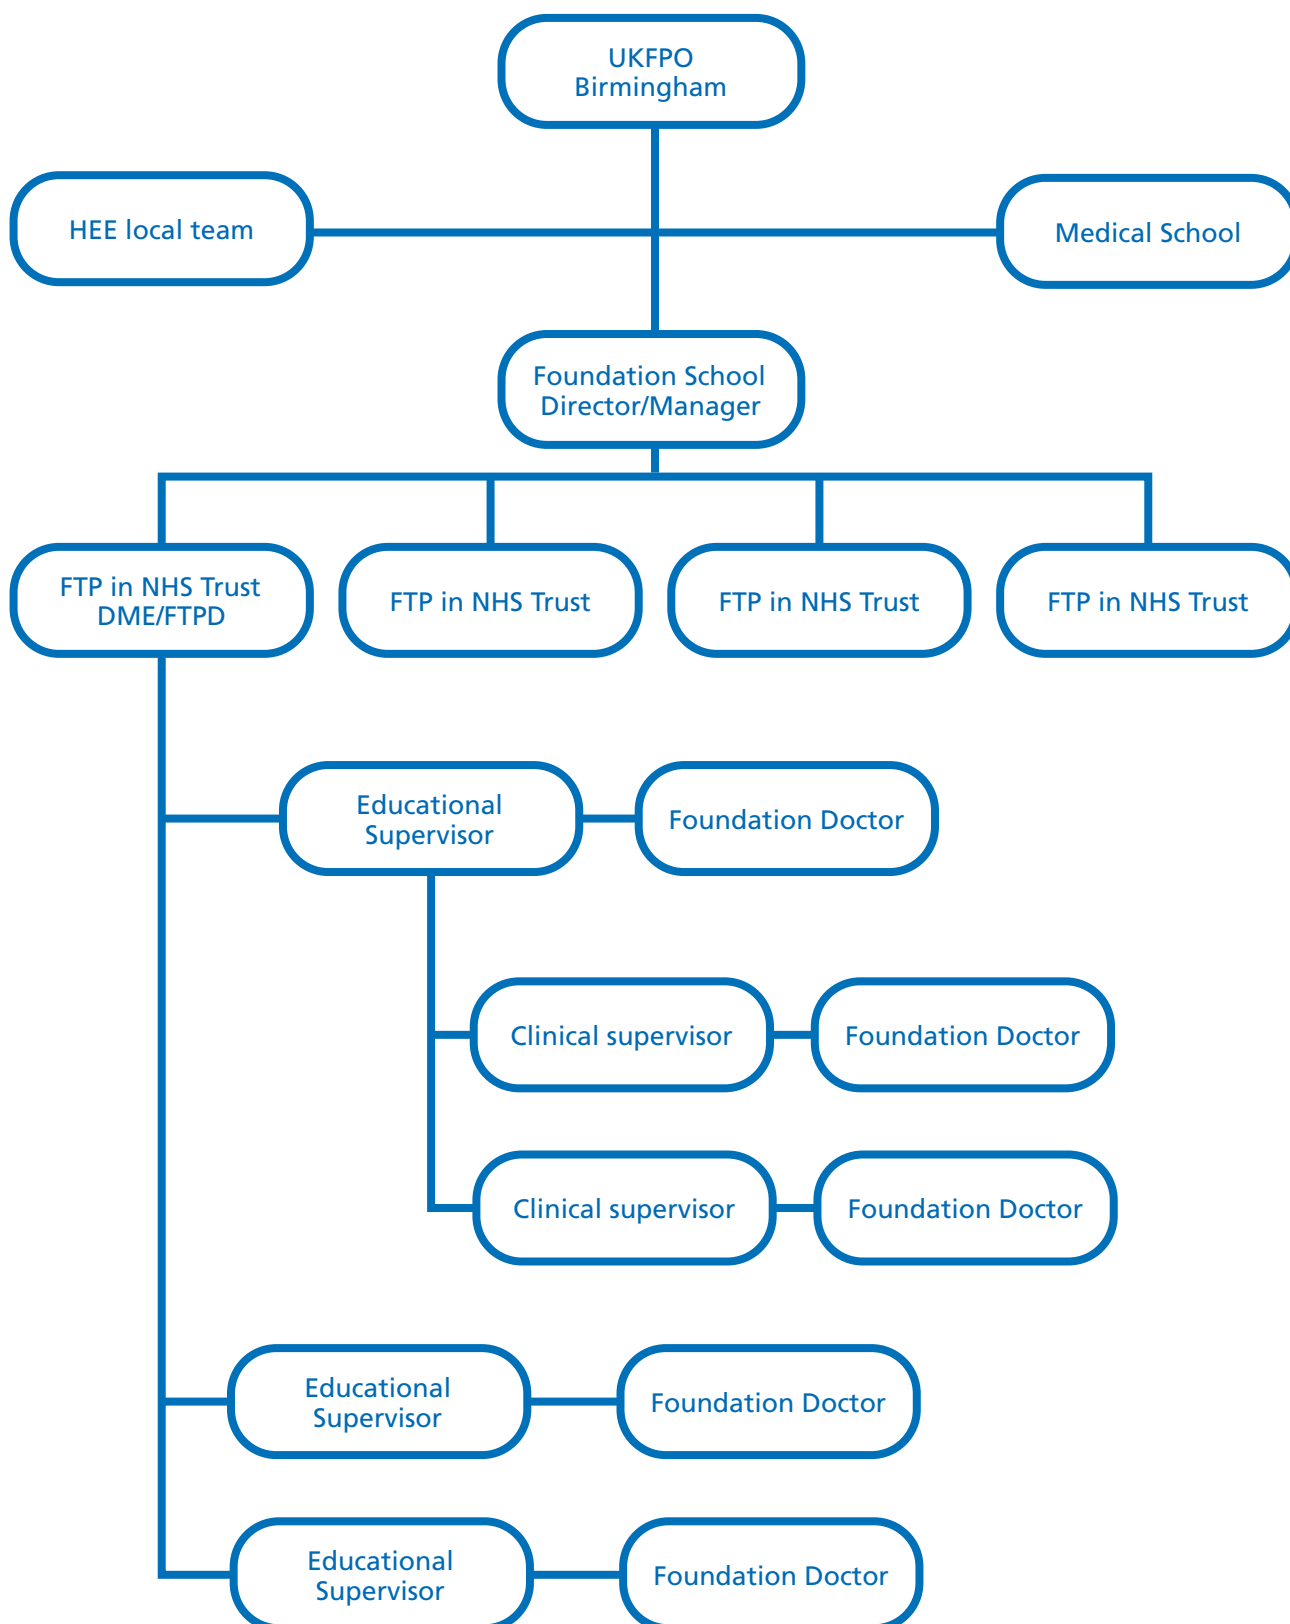 UKFPO
Birmingham
HEE local team
Medical School
Foundation School
Director/Manager
FTP in NHS Trust
DME/FTPD
FTP in NHS Trust
FTP in NHS Trust
FTP in NHS Trust
Educational
Supervisor
Foundation Doctor
Clinical supervisor
Foundation Doctor
Clinical supervisor
Foundation Doctor
Educational
Supervisor
Foundation Doctor
Educational
Supervisor
Foundation Doctor